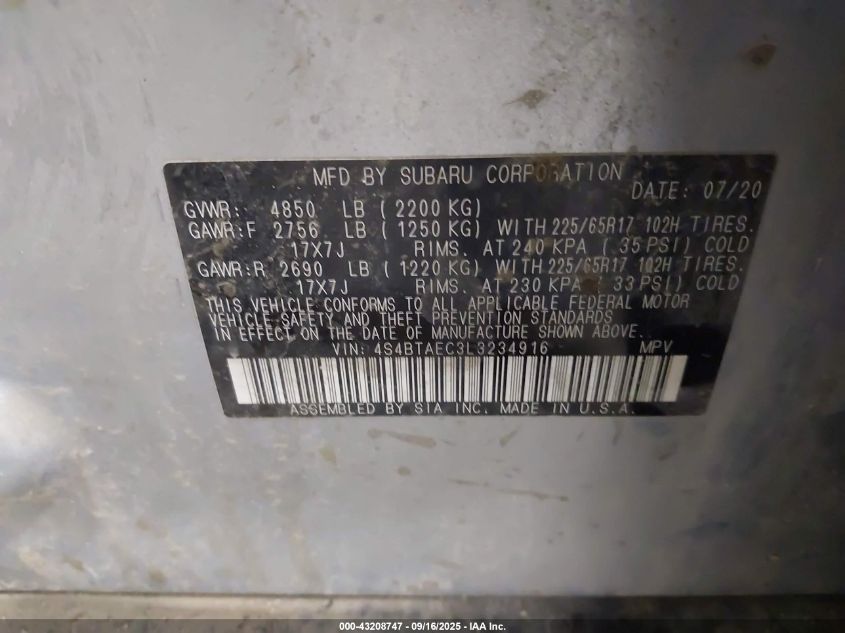 MFD BY SUBARU CORPORATION
DATE: 07/20
GVWR: 4850 LB ( 2200 KG)
GAWR:F 2756 LB ( 1250 KG) WITH 225/65R17 102H TIRES.
17X7J RIMS. AT 240 KPA ( 35 PSI) COLD
GAWR:R 2690 LB ( 1220 KG) WITH 225/65R17 102H TIRES.
17X7J RIMS. AT 230 KPA ( 33 PSI) COLD
THIS VEHICLE CONFORMS TO ALL APPLICABLE FEDERAL MOTOR
VEHICLE SAFETY AND THEFT PREVENTION STANDARDS
IN EFFECT ON THE DATE OF MANUFACTURE SHOWN ABOVE.
VIN: 4S4BTAEC3L3234916 MPV
ASSEMBLED BY SIA INC. MADE IN U.S.A.
000-43208747 - 09/16/2025 - IAA Inc.